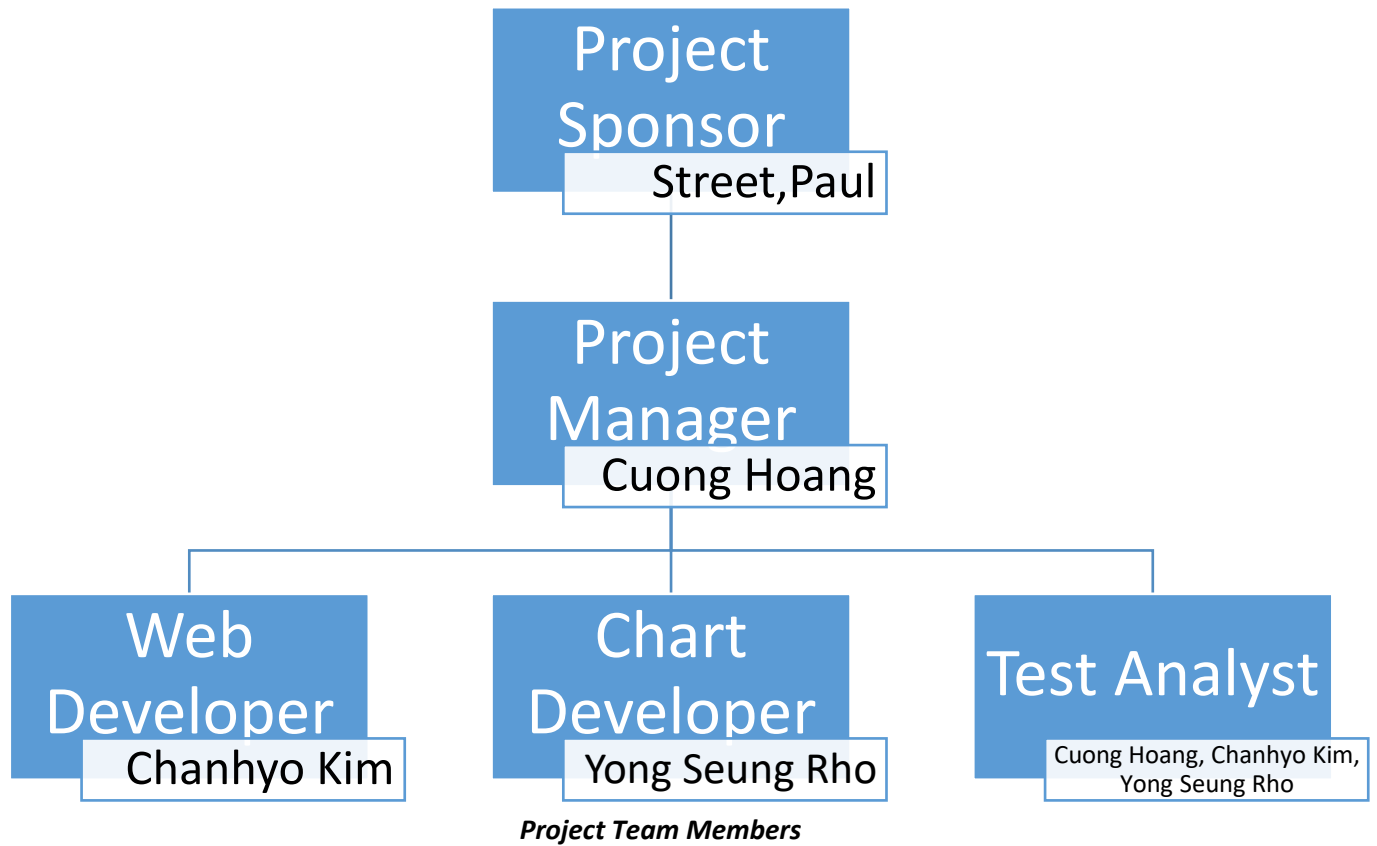 Project
Sponsor
Street,Paul
Project
Manager
Cuong Hoang
Web
Developer
Chanhyo Kim
Chart
Developer
Yong Seung Rho
Test Analyst
Cuong Hoang, Chanhyo Kim,
Yong Seung Rho
Project Team Members